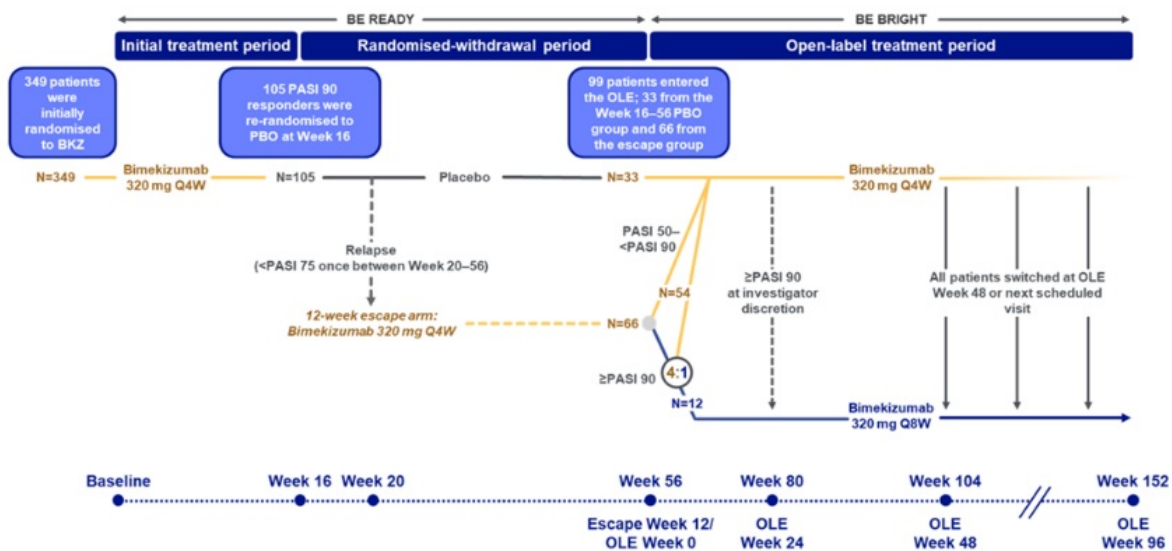 BE READY
BE BRIGHT
Initial treatment period
Randomised-withdrawal period
Open-label treatment period
349 patients
were
initially
randomised
to BKZ
105 PASI 90
responders were
re-randomised to
PBO at Week 16
99 patients entered
the OLE; 33 from the
Week 16–56 PBO
group and 66 from
the escape group
N=349
Bimekizumab
320 mg Q4W
N=105
Placebo
N=33
Bimekizumab
320 mg Q4W
Relapse
(<PASI 75 once between Week 20–56)
12-week escape arm:
Bimekizumab 320 mg Q4W
N=66
PASI 50–
<PASI 90
N=54
≥PASI 90
4:1
N=12
≥PASI 90
at investigator
discretion
All patients switched at OLE
Week 48 or next scheduled
visit
Bimekizumab
320 mg Q8W
Baseline
Week 16
Week 20
Week 56
Week 80
Week 104
Week 152
Escape Week 12/
OLE Week 0
OLE
Week 24
OLE
Week 48
OLE
Week 96